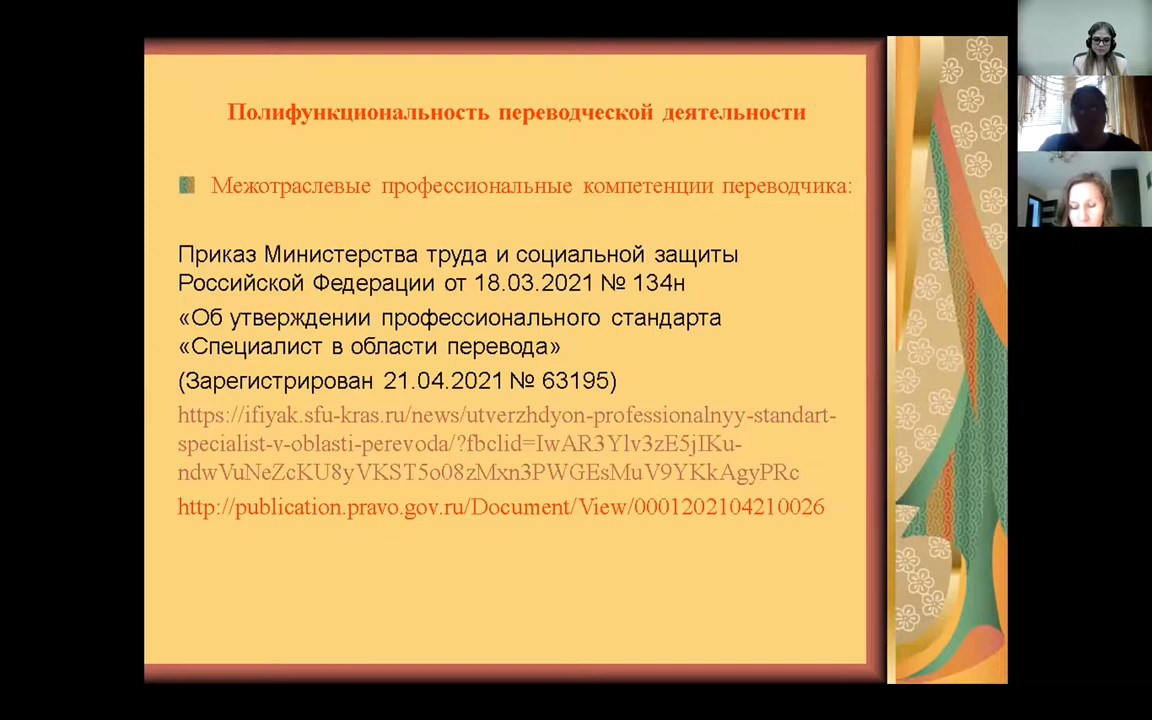 Полифункциональность переводческой деятельности
Межотраслевые профессиональные компетенции переводчика:
Приказ Министерства труда и социальной защиты
Российской Федерации от 18.03.2021 № 134н
«Об утверждении профессионального стандарта
«Специалист в области перевода»
(Зарегистрирован 21.04.2021 № 63195)
https://ifiyak.sfu-kras.ru/news/utverzhdyon-professionalnyy-standart-
specialist-v-oblasti-perevoda/?fbclid=IwAR3Ylv3zE5jIKu-
ndwVuNeZcKU8yVKST5o08zMxn3PWGEsMuV9YKkAgyPRc
http://publication.pravo.gov.ru/Document/View/0001202104210026